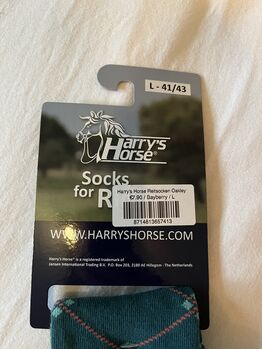 L - 41/43
Harry's
Horse®
Socks
for R
Harry's Horse Reitsocken Oakley
€7,90 / Bayberry / L
8714813657413
WWW.HARRYSHORSE.COM
Harry's Horse® is a registered trademark of
Jansen International Trading B.V. P.O. Box 203, 2180 AE Hillegom - The Netherlands